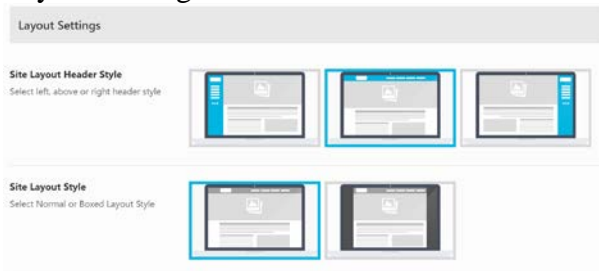 Layout Settings
Site Layout Header Style
Select left, above or right header style
Site Layout Style
Select Normal or Boxed Layout Style